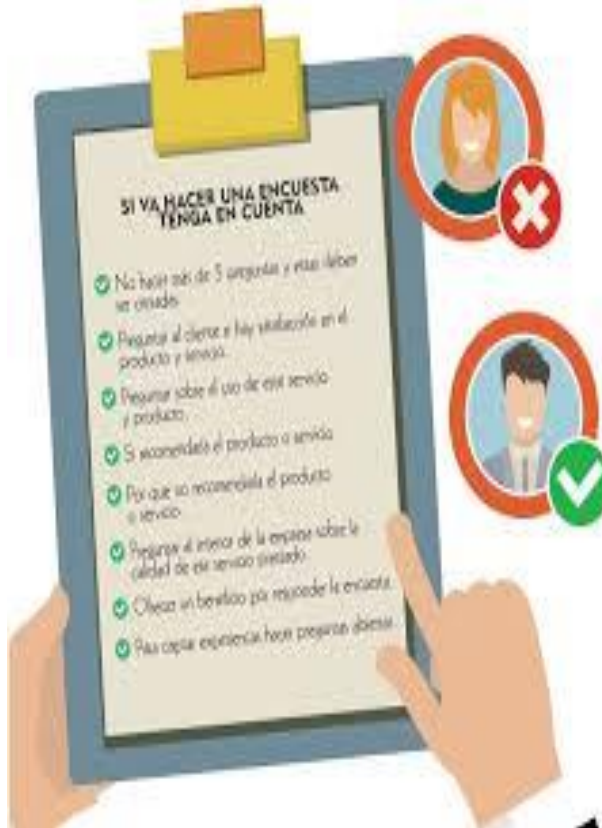 SI VA HACER UNA ENCUESTA
TENGA EN CUENTA
No hacer más de 5 preguntas y estas deben
ser cerradas.
Preguntar al cliente si hay satisfacción en el
producto y servicio.
Preguntar sobre el uso de ese servicio
y producto.
Si recomendaría el producto o servicio
Por que no recomendaría el producto
o servicio
Preguntar al interior de la empresa sobre la
calidad de ese servicio prestado.
Ofrecer un beneficio por responder la encuesta.
Para captar experiencias hacer preguntas abiertas.